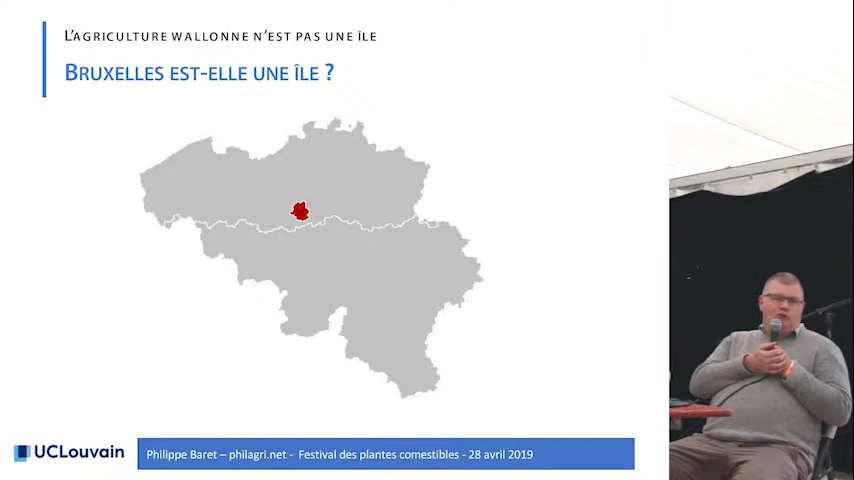 L'AGRICULTURE WALLONNE N'EST PAS UNE ÎLE
BRUXELLES EST-ELLE UNE ÎLE ?
UCLouvain
Philippe Baret – philagri.net - Festival des plantes comestibles - 28 avril 2019